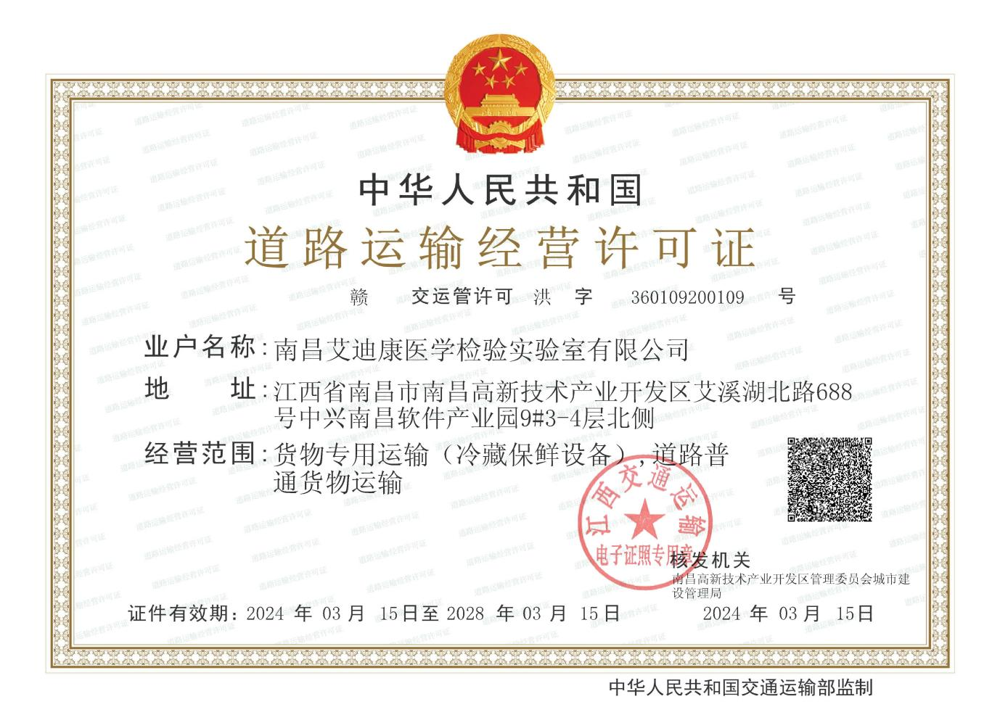 中华人民共和国
道路运输经营许可证
赣 交运管许可 洪 字 360109200109 号
业户名称:南昌艾迪康医学检验实验室有限公司
地 址:江西省南昌市南昌高新技术产业开发区艾溪湖北路688
号中兴南昌软件产业园9#3-4层北侧
经营范围:货物专用运输（冷藏保鲜设备）,道路普
通货物运输
江西交通运输
电子证照专用章
核发机关
南昌高新技术产业开发区管理委员会城市建
设管理局
证件有效期: 2024 年 03 月 15日至 2028 年 03 月 15 日 2024 年 03 月 15日
中华人民共和国交通运输部监制
道路运输经营许可证